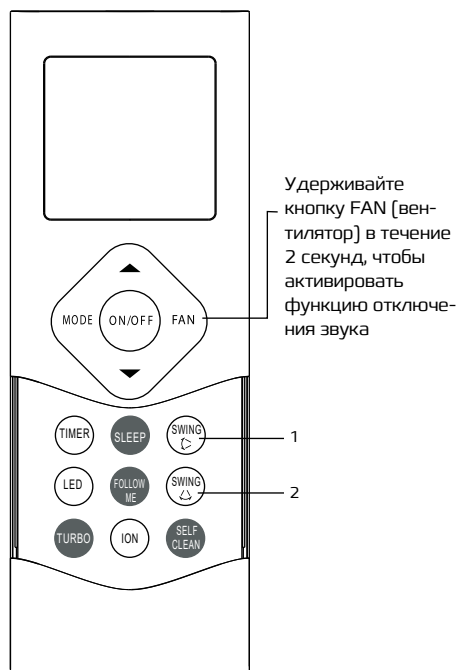 Удерживайте
кнопку FAN (вен-
тилятор) в течение
2 секунд, чтобы
активировать
функцию отключе-
ния звука
MODE ON/OFF FAN
TIMER SLEEP SWING 1
LED FOLLOW ME SWING 2
TURBO ION SELF CLEAN